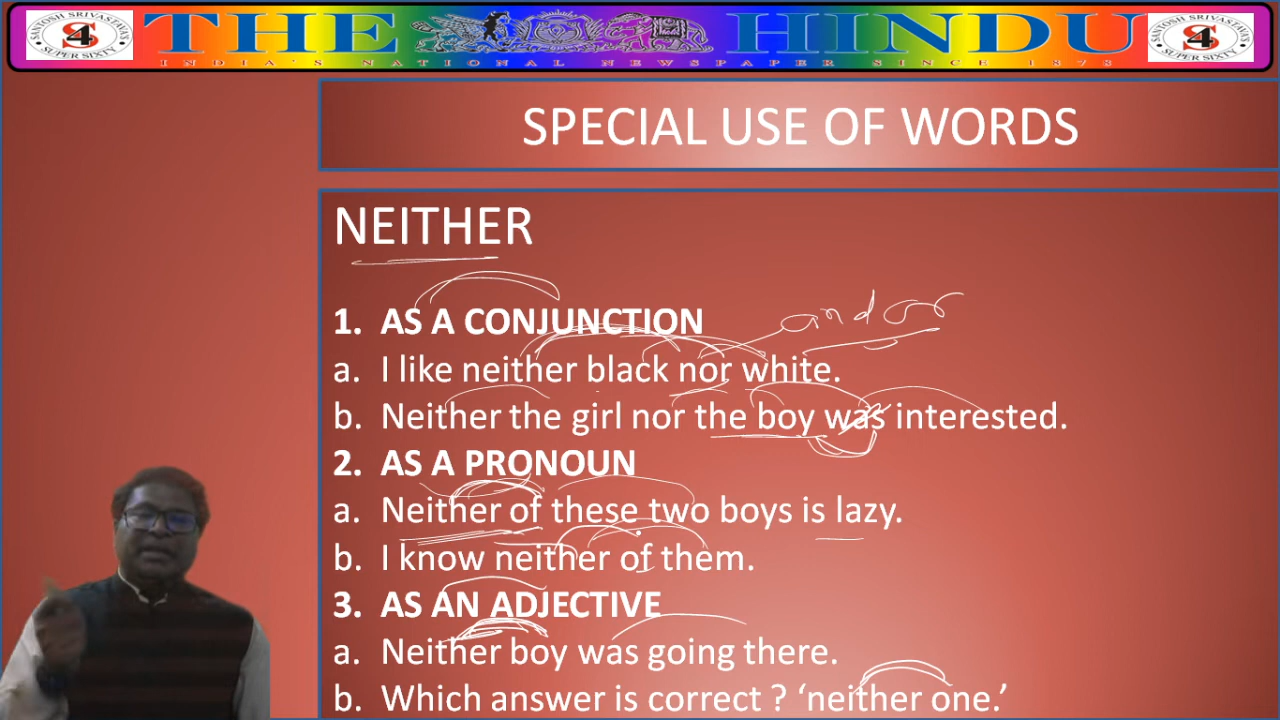 SANTOSH SRIVASTAVA'S
S4
SUPER SIXTY
THE HINDU
INDIA'S NATIONAL NEWSPAPER SINCE 1878
SANTOSH SRIVASTAVA'S
S4
SUPER SIXTY
SPECIAL USE OF WORDS
NEITHER
and or
1. AS A CONJUNCTION
a. I like neither black nor white.
b. Neither the girl nor the boy was interested.
2. AS A PRONOUN
a. Neither of these two boys is lazy.
b. I know neither of them.
3. AS AN ADJECTIVE
a. Neither boy was going there.
b. Which answer is correct ? ‘neither one.’